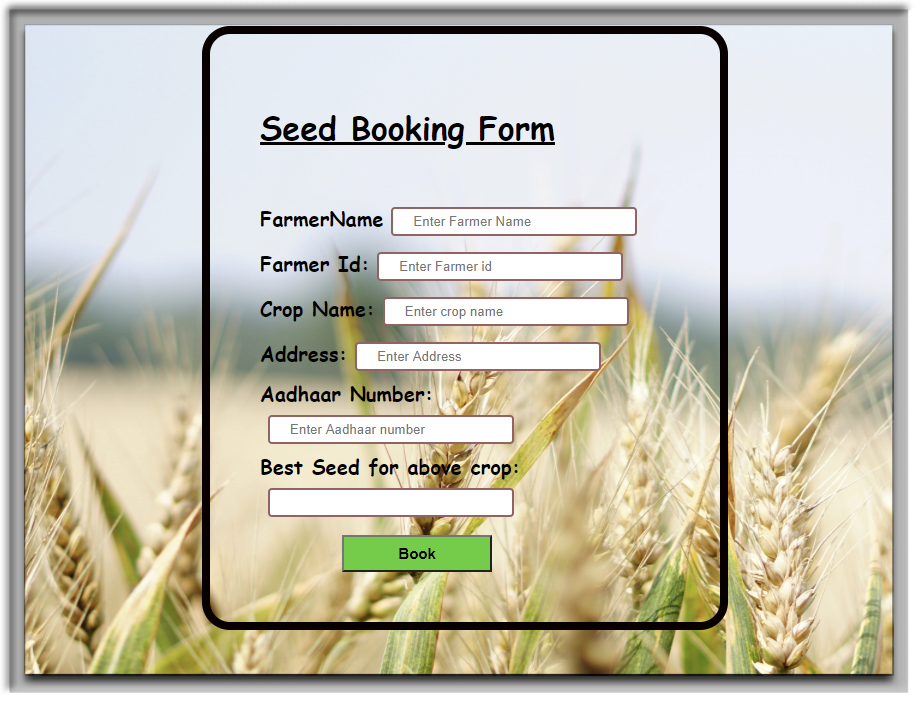 Seed Booking Form
FarmerName Enter Farmer Name
Farmer Id: Enter Farmer id
Crop Name: Enter crop name
Address: Enter Address
Aadhaar Number:
Enter Aadhaar number
Best Seed for above crop:
Book